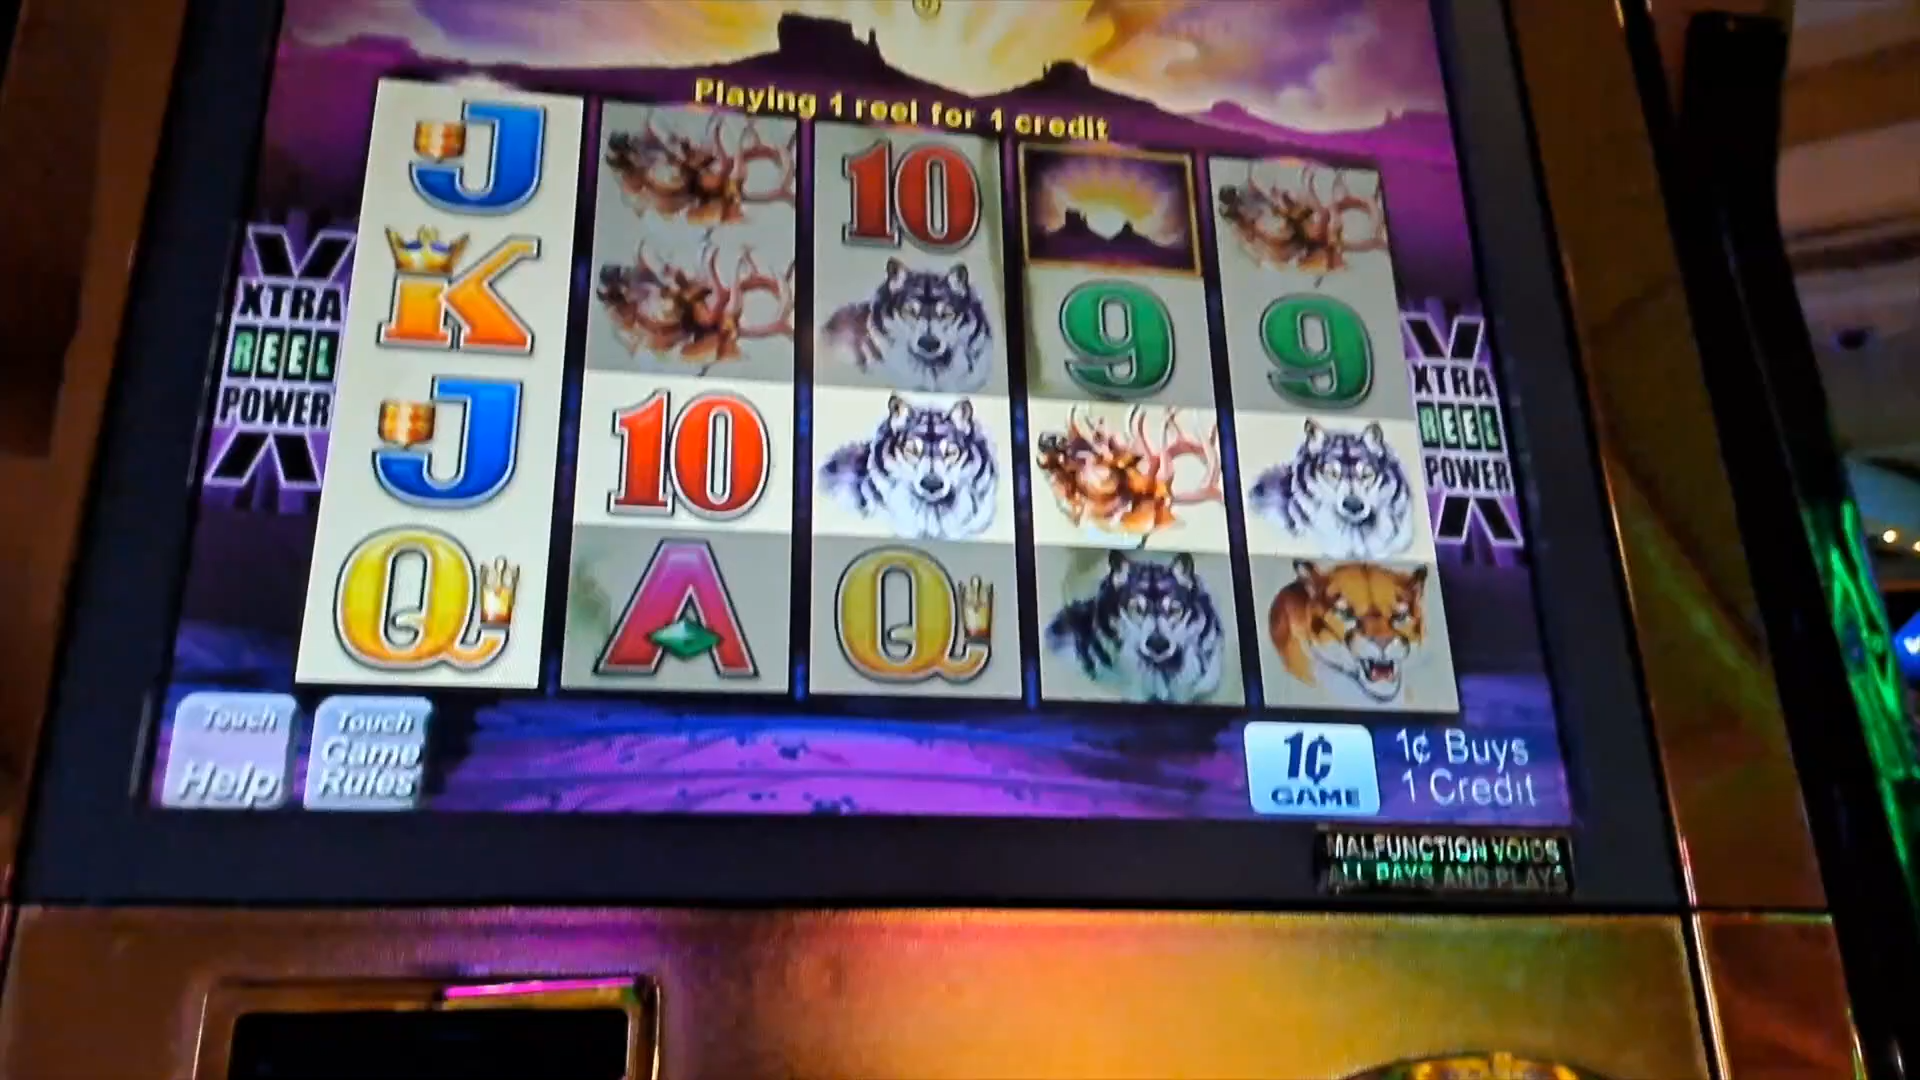 Playing 1 reel for 1 credit
J
10
K
10
9
9
J
10
Q
A
Q
XTRA
REEL
POWER
XTRA
REEL
POWER
Touch
Help
Touch
Game
Rules
1¢
GAME
1¢ Buys
1 Credit
MALFUNCTION VOIDS
ALL PAYS AND PLAYS